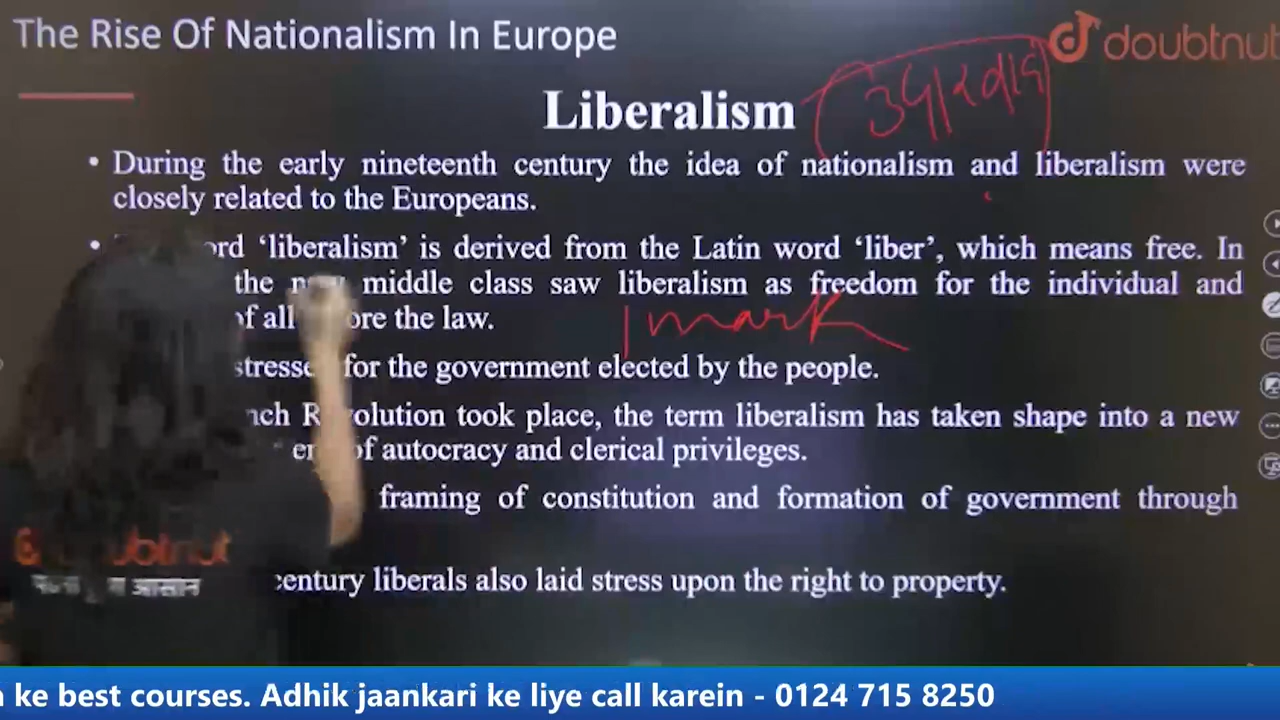 The Rise Of Nationalism In Europe
doubtnut
Liberalism
उदारवाद
• During the early nineteenth century the idea of nationalism and liberalism were
closely related to the Europeans.
• ‘liberalism’ is derived from the Latin word ‘liber’, which means free. In
the middle class saw liberalism as freedom for the individual and
of all the law.
1 mark
for the government elected by the people.
took place, the term liberalism has taken shape into a new
of autocracy and clerical privileges.
framing of constitution and formation of government through
century liberals also laid stress upon the right to property.
आसान
ke best courses. Adhik jaankari ke liye call karein - 0124 715 8250